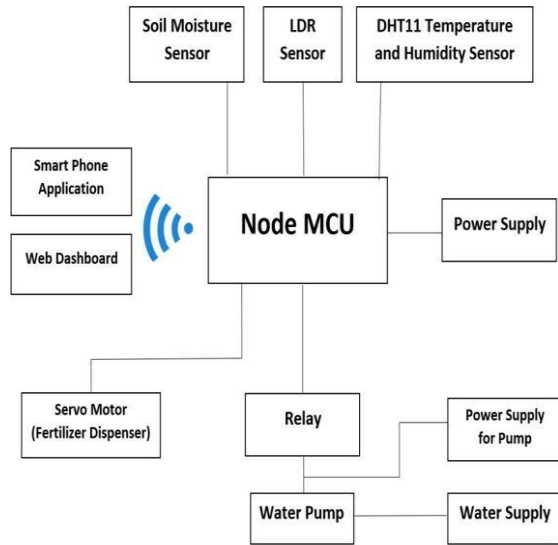 Soil Moisture
Sensor
LDR
Sensor
DHT11 Temperature
and Humidity Sensor
Smart Phone
Application
Web Dashboard
Node MCU
Power Supply
Servo Motor
(Fertilizer Dispenser)
Relay
Power Supply
for Pump
Water Pump
Water Supply